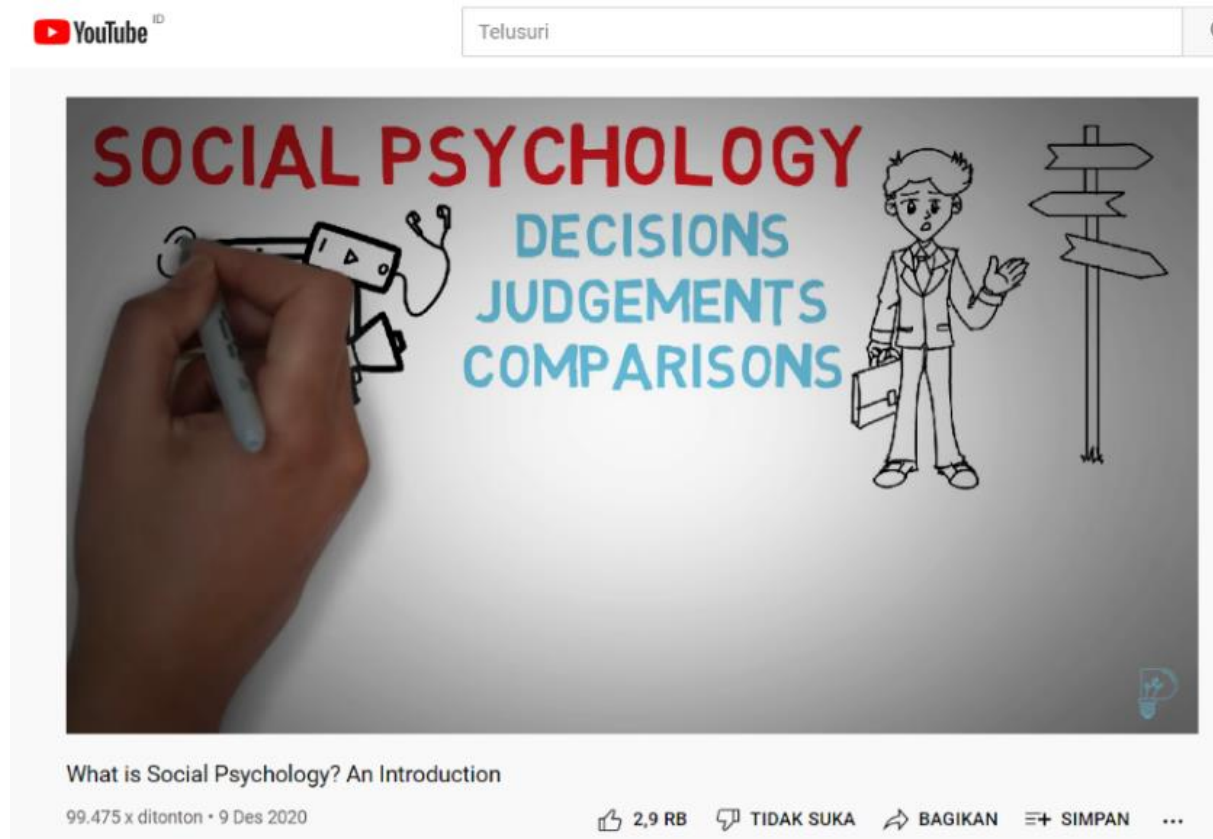 YouTube ID
Telusuri
SOCIAL PSYCHOLOGY
DECISIONS
JUDGEMENTS
COMPARISONS
What is Social Psychology? An Introduction
99.475 x ditonton • 9 Des 2020
2,9 RB TIDAK SUKA BAGIKAN SIMPAN